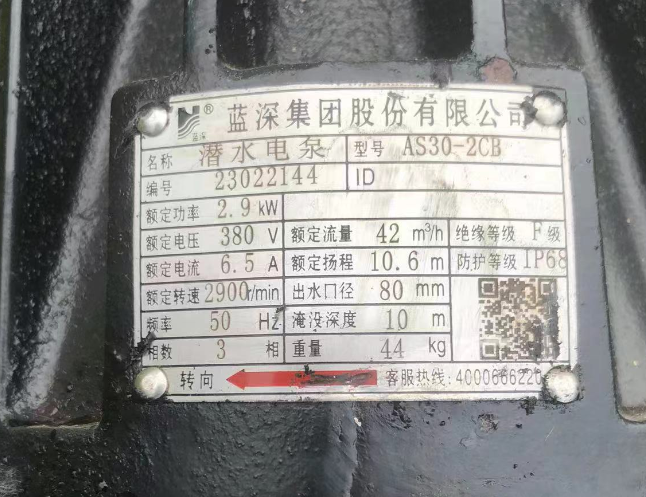 蓝深 ® 蓝深集团股份有限公司
名称 潜水电泵 型号 AS30-2CB
编号 23022144 ID
额定功率 2.9 kW
额定电压 380 V 额定流量 42 m³/h 绝缘等级 F 级
额定电流 6.5 A 额定扬程 10.6 m 防护等级 IP68
额定转速 2900 r/min 出水口径 80 mm
频率 50 Hz 淹没深度 10 m
相数 3 相 重量 44 kg
转向 客服热线:4000666220